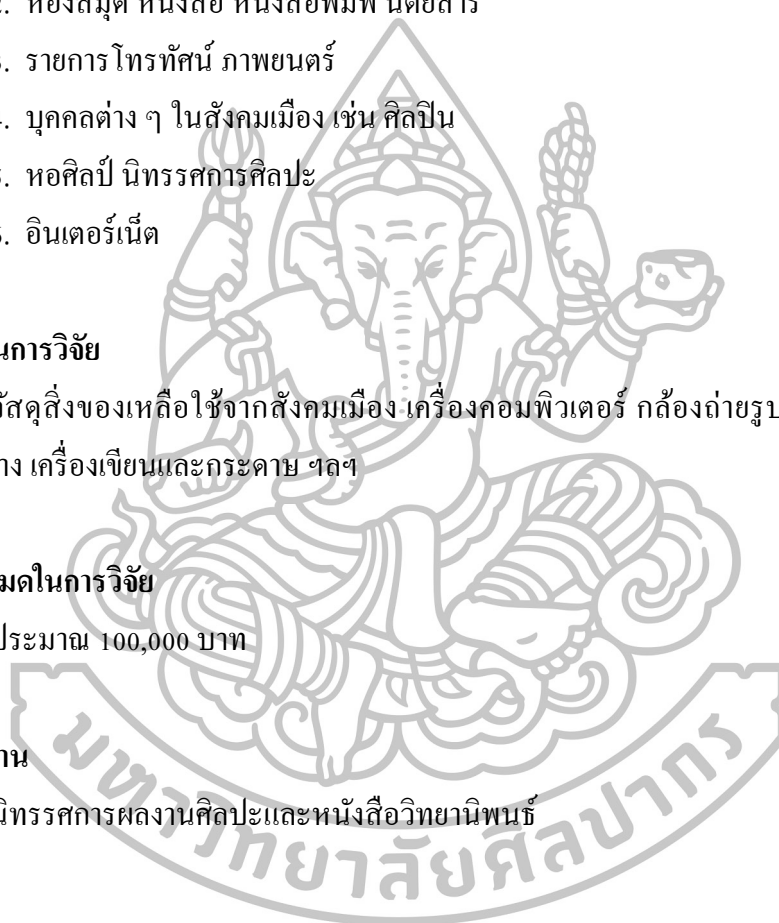 ห้องสมุด หนังสือ หนังสือพิมพ์ นิตยสาร
รายการโทรทัศน์ ภาพยนตร์
บุคคลต่าง ๆ ในสังคมเมือง เช่น ศิลปิน
หอศิลป์ นิทรรศการศิลปะ
อินเตอร์เน็ต
ในการวิจัย
วัสดุสิ่งของเหลือใช้จากสังคมเมือง เครื่องคอมพิวเตอร์ กล้องถ่ายรูป
เครื่องเขียนและกระดาษ ฯลฯ
ในการวิจัย
ประมาณ 100,000 บาท
นิทรรศการผลงานศิลปะและหนังสือวิทยานิพนธ์
มหาวิทยาลัยศิลปากร